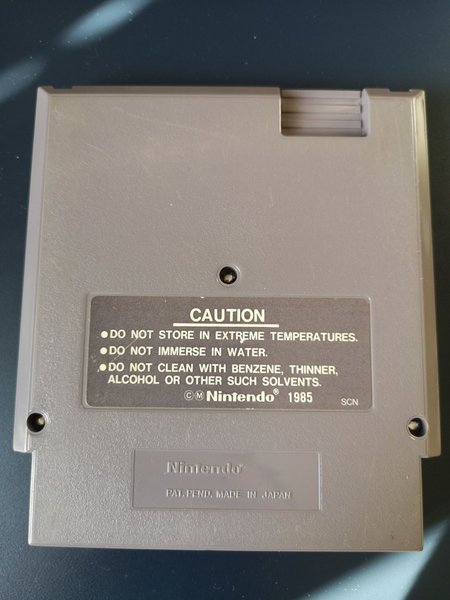 CAUTION
●DO NOT STORE IN EXTREME TEMPERATURES.
●DO NOT IMMERSE IN WATER.
●DO NOT CLEAN WITH BENZENE, THINNER,
ALCOHOL OR OTHER SUCH SOLVENTS.
ⒸⓂ Nintendo® 1985 SCN
Nintendo®
PAT. PEND. MADE IN JAPAN